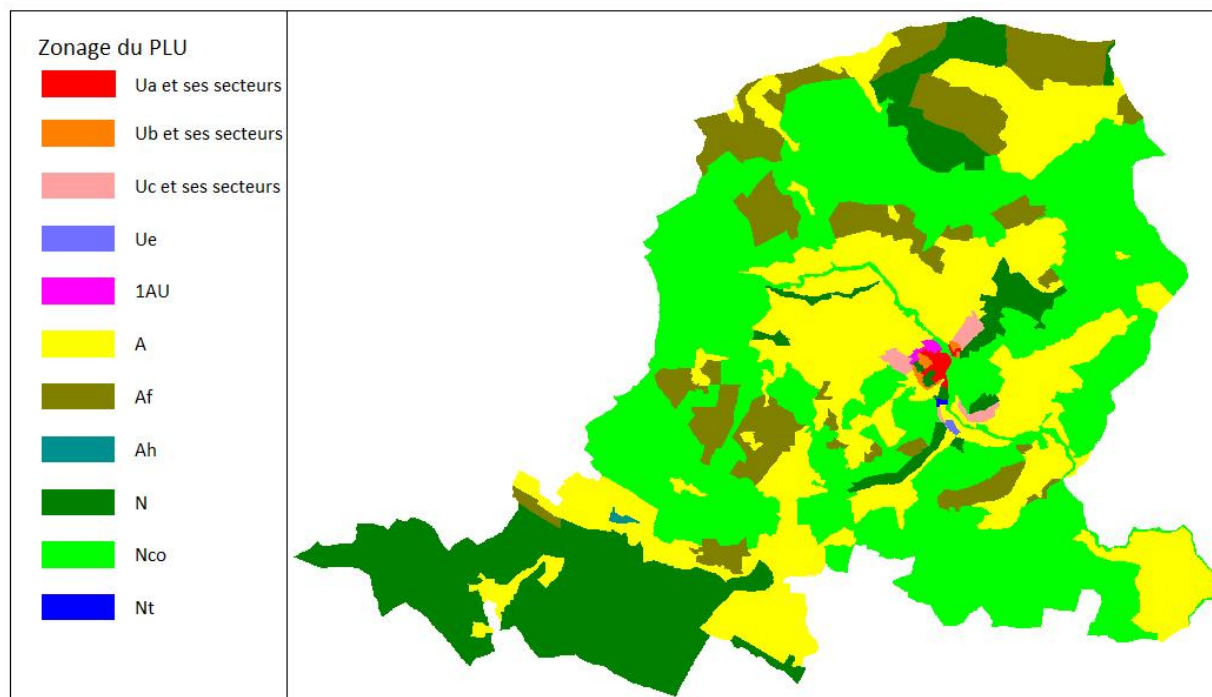 Zonage du PLU
Ua et ses secteurs
Ub et ses secteurs
Uc et ses secteurs
Ue
1AU
A
Af
Ah
N
Nco
Nt